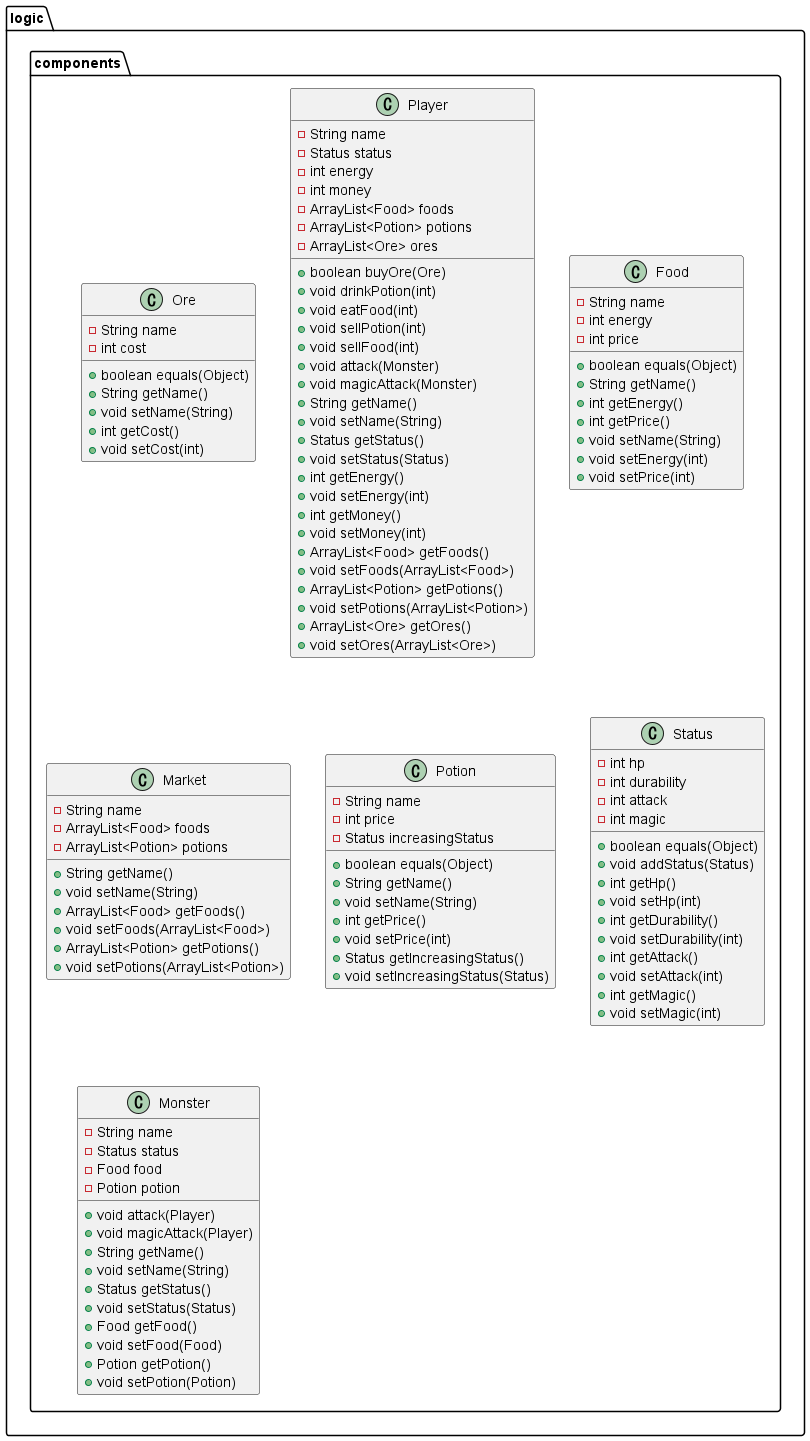 logic
components
C Player
String name
Status status
int energy
int money
ArrayList<Food> foods
ArrayList<Potion> potions
ArrayList<Ore> ores
boolean buyOre(Ore)
void drinkPotion(int)
void eatFood(int)
void sellPotion(int)
void sellFood(int)
void attack(Monster)
void magicAttack(Monster)
String getName()
void setName(String)
Status getStatus()
void setStatus(Status)
int getEnergy()
void setEnergy(int)
int getMoney()
void setMoney(int)
ArrayList<Food> getFoods()
void setFoods(ArrayList<Food>)
ArrayList<Potion> getPotions()
void setPotions(ArrayList<Potion>)
ArrayList<Ore> getOres()
void setOres(ArrayList<Ore>)
C Ore
String name
int cost
boolean equals(Object)
String getName()
void setName(String)
int getCost()
void setCost(int)
C Food
String name
int energy
int price
boolean equals(Object)
String getName()
int getEnergy()
int getPrice()
void setName(String)
void setEnergy(int)
void setPrice(int)
C Market
String name
ArrayList<Food> foods
ArrayList<Potion> potions
String getName()
void setName(String)
ArrayList<Food> getFoods()
void setFoods(ArrayList<Food>)
ArrayList<Potion> getPotions()
void setPotions(ArrayList<Potion>)
C Potion
String name
int price
Status increasingStatus
boolean equals(Object)
String getName()
void setName(String)
int getPrice()
void setPrice(int)
Status getIncreasingStatus()
void setIncreasingStatus(Status)
C Status
int hp
int durability
int attack
int magic
boolean equals(Object)
void addStatus(Status)
int getHp()
void setHp(int)
int getDurability()
void setDurability(int)
int getAttack()
void setAttack(int)
int getMagic()
void setMagic(int)
C Monster
String name
Status status
Food food
Potion potion
void attack(Player)
void magicAttack(Player)
String getName()
void setName(String)
Status getStatus()
void setStatus(Status)
Food getFood()
void setFood(Food)
Potion getPotion()
void setPotion(Potion)